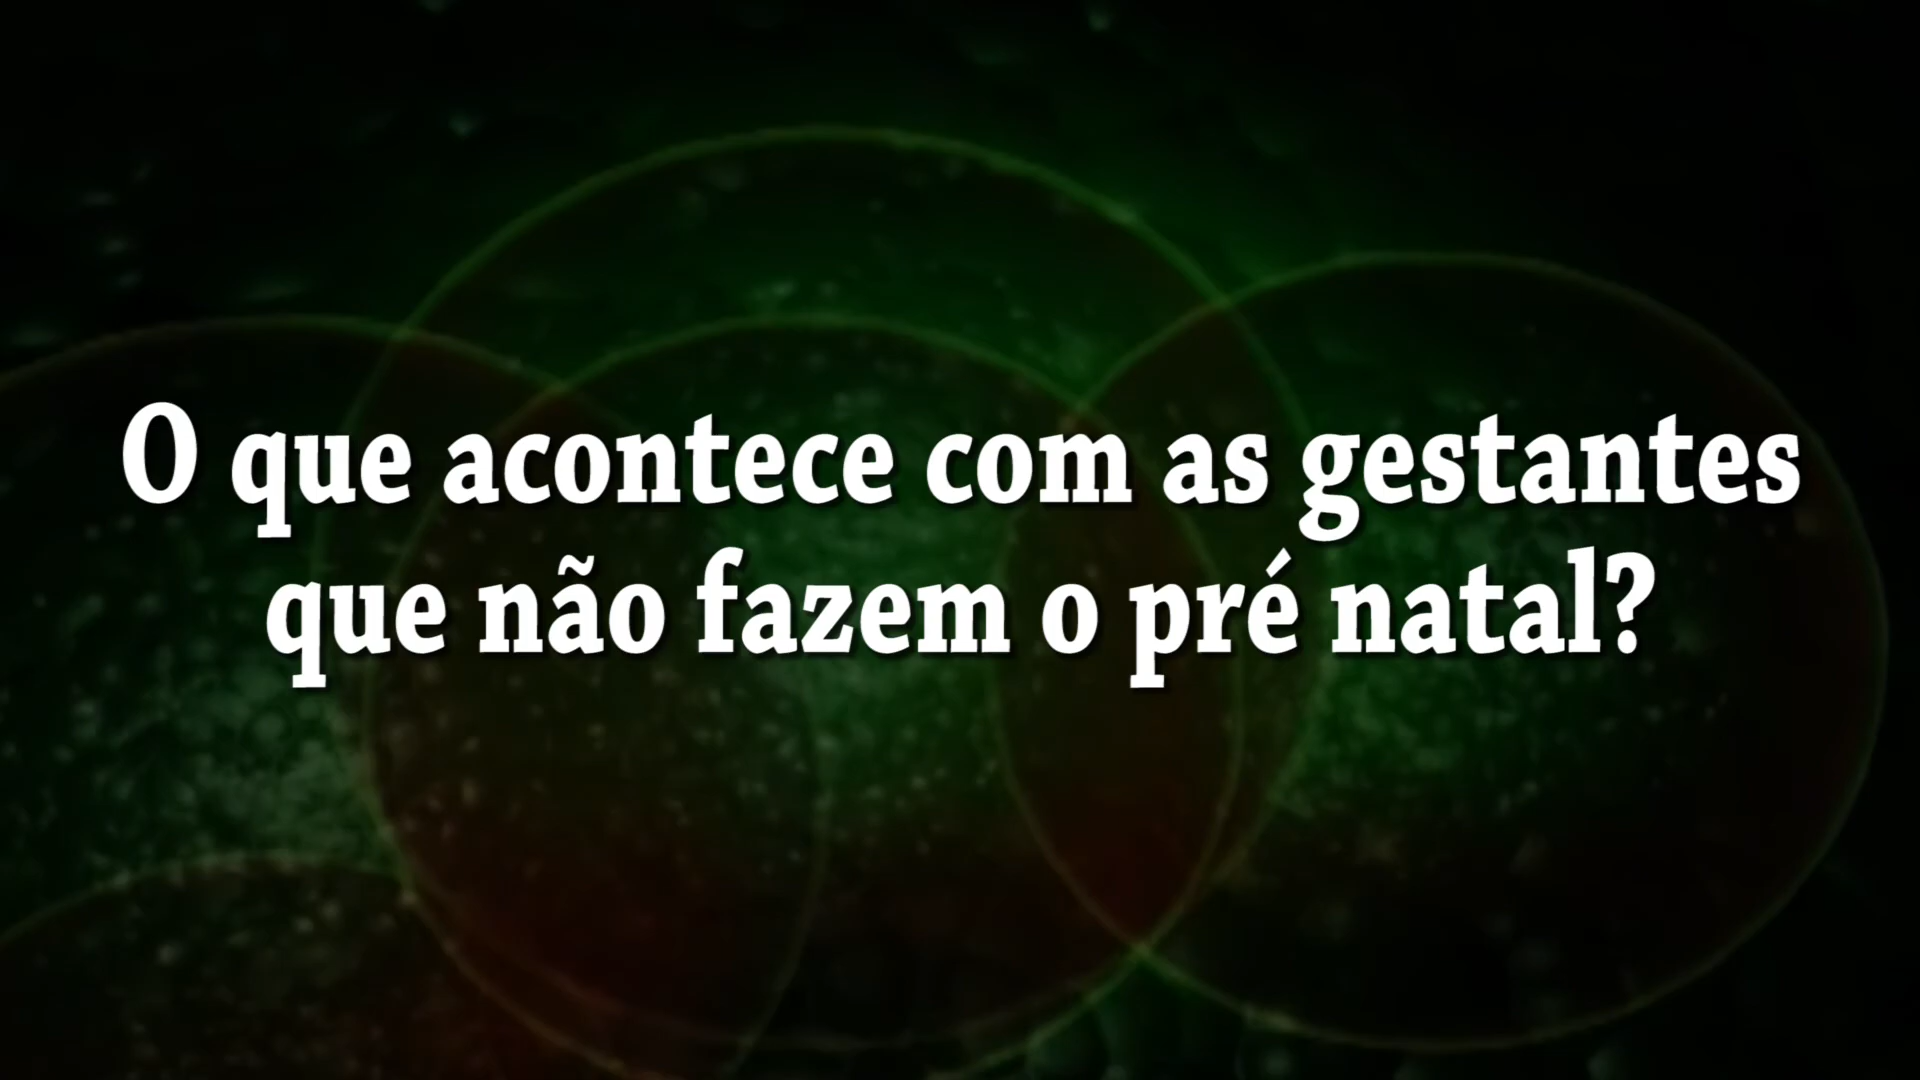 O que acontece com as gestantes
que não fazem o pré natal?